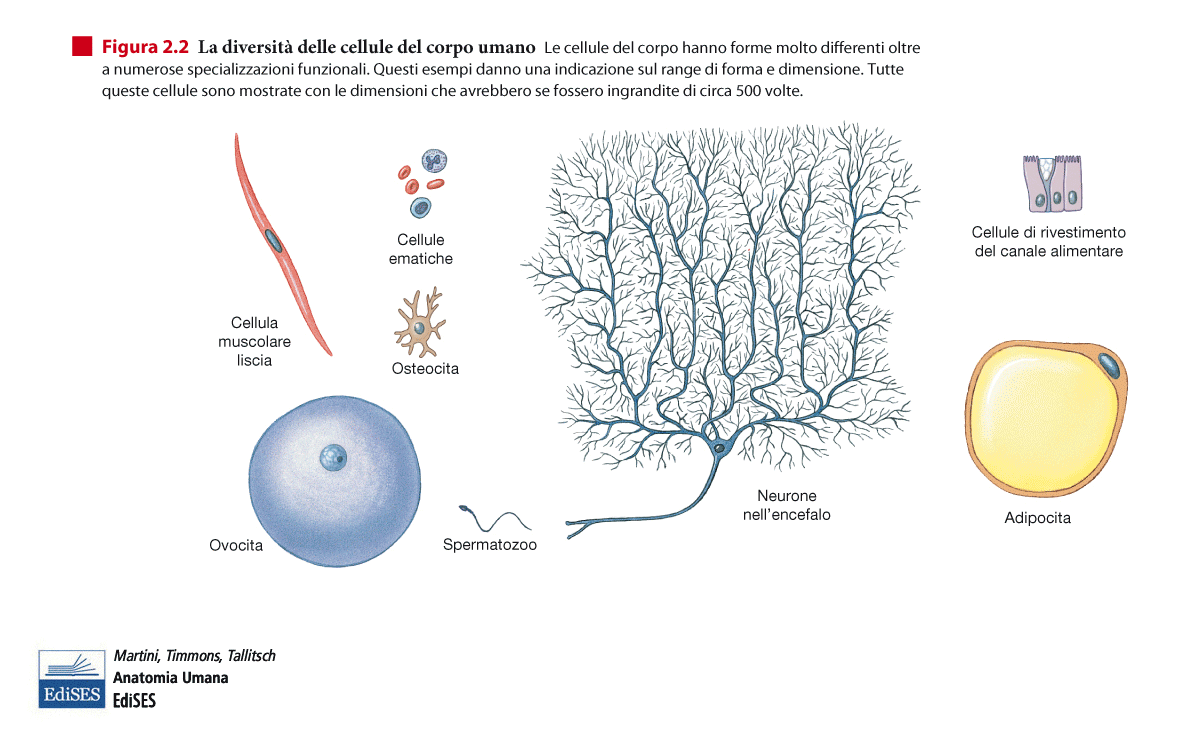 Figura 2.2 La diversità delle cellule del corpo umano Le cellule del corpo hanno forme molto differenti oltre
a numerose specializzazioni funzionali. Questi esempi danno una indicazione sul range di forma e dimensione. Tutte
queste cellule sono mostrate con le dimensioni che avrebbero se fossero ingrandite di circa 500 volte.
Cellula
muscolare
liscia
Cellule
ematiche
Osteocita
Cellule di rivestimento
del canale alimentare
Ovocita
Spermatozoo
Neurone
nell'encefalo
Adipocita
EdiSES
Martini, Timmons, Tallitsch
Anatomia Umana
EdiSES